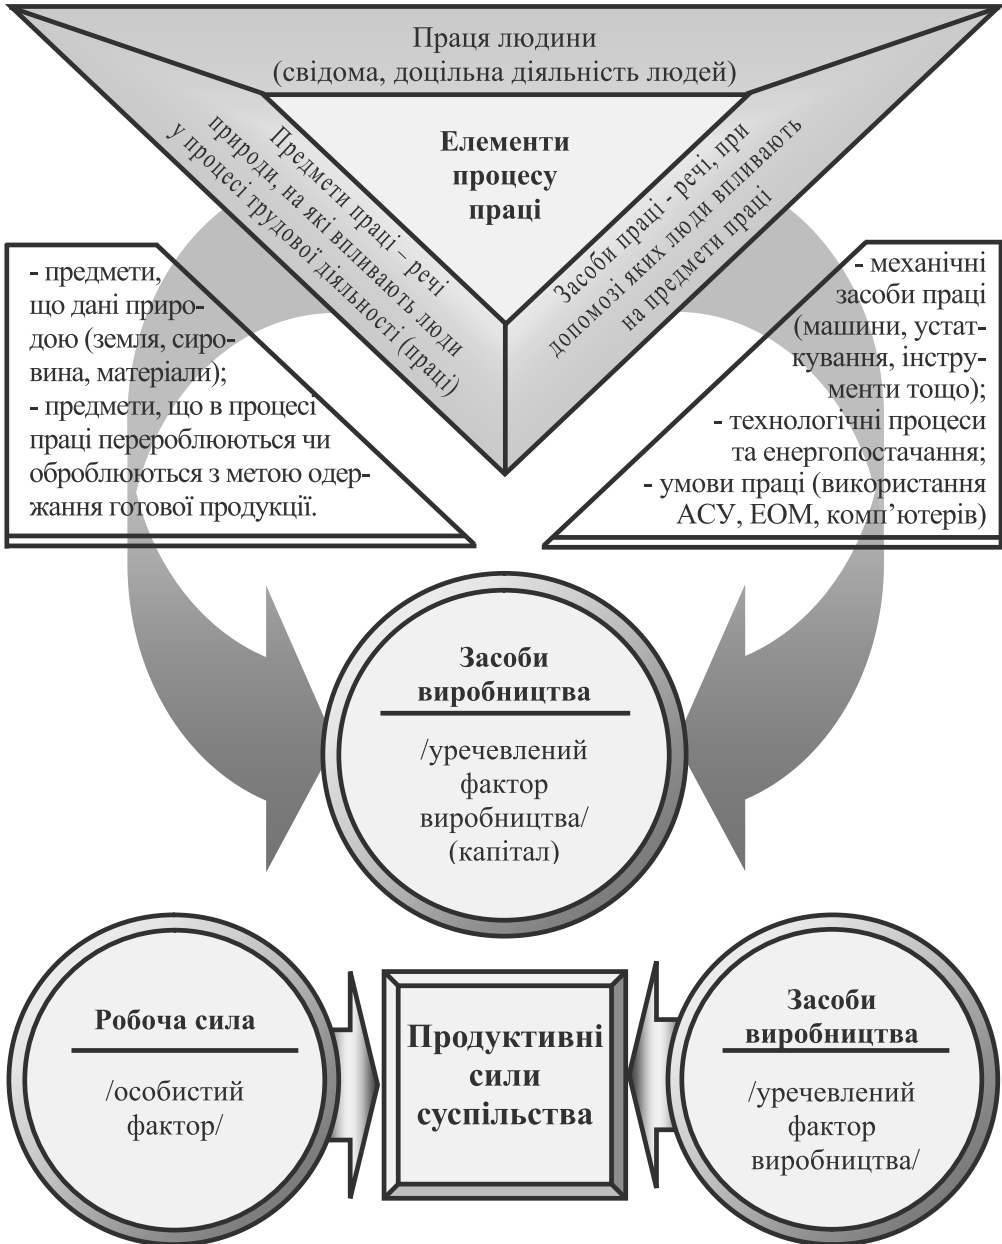 Праця людини
(свідома, доцільна діяльність людей)
Елементи
процесу
праці
Предмети праці – речі
природи, на які впливають люди
у процесі трудової діяльності (праці)
Засоби праці - речі, при
допомозі яких люди впливають
на предмети праці
- предмети,
що дані приро-
дою (земля, сиро-
вина, матеріали);
- предмети, що в процесі
праці перероблюються чи
оброблюються з метою одер-
жання готової продукції.
- механічні
засоби праці
(машини, устат-
кування, інстру-
менти тощо);
- технологічні процеси
та енергопостачання;
- умови праці (використання
АСУ, ЕОМ, комп’ютерів)
Засоби
виробництва
/уречевлений
фактор
виробництва/
(капітал)
Робоча сила
/особистий
фактор/
Продуктивні
сили
суспільства
Засоби
виробництва
/уречевлений
фактор
виробництва/